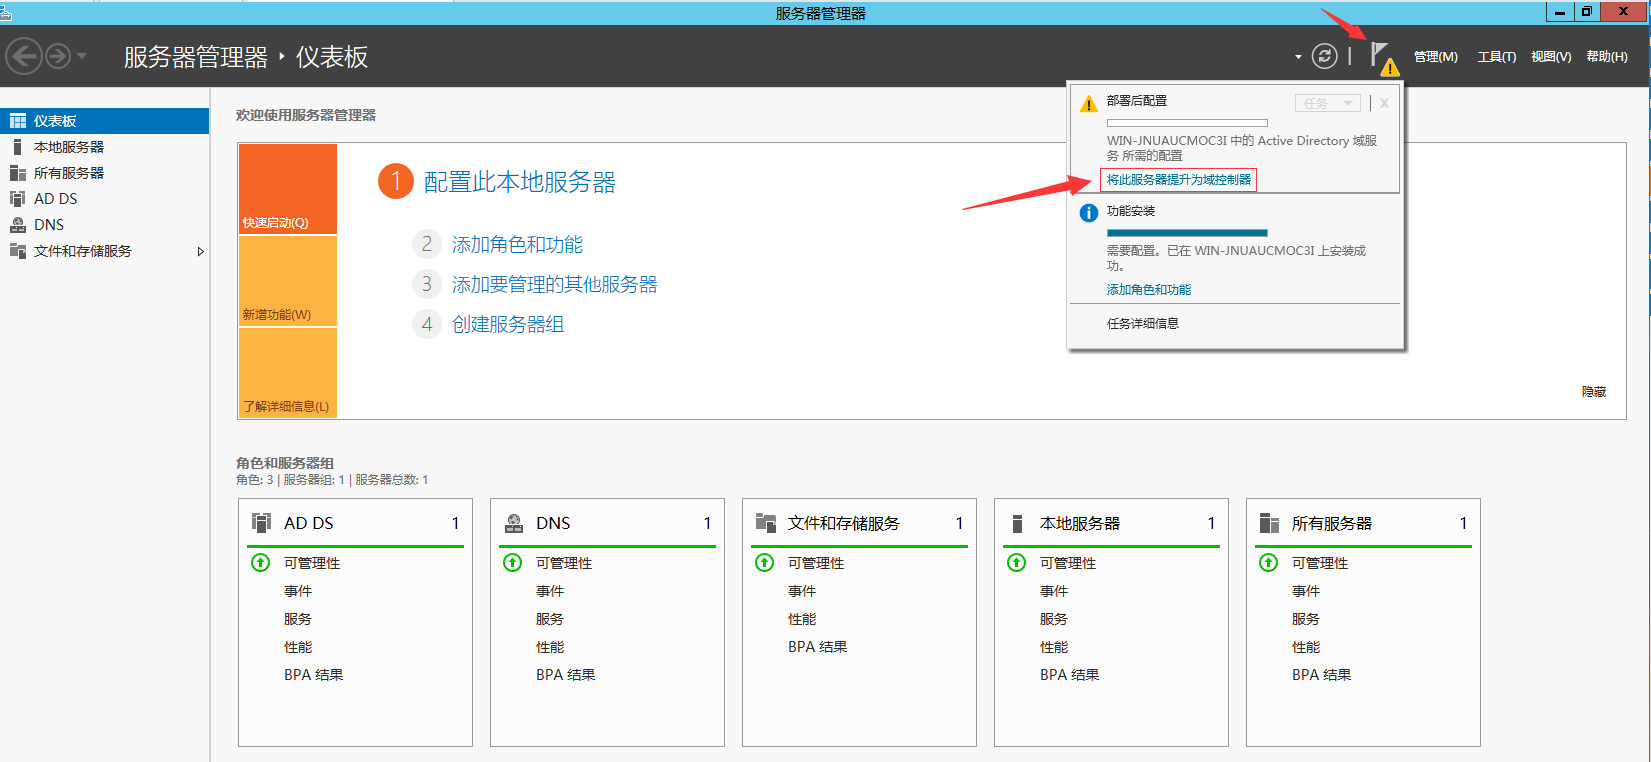 服务器管理器
服务器管理器 · 仪表板
管理(M) 工具(T) 视图(V) 帮助(H)
仪表板
本地服务器
所有服务器
AD DS
DNS
文件和存储服务
欢迎使用服务器管理器
快速启动(Q)
新增功能(W)
了解详细信息(L)
1 配置此本地服务器
2 添加角色和功能
3 添加要管理的其他服务器
4 创建服务器组
隐藏
部署后配置
任务
X
WIN-JNUAUCMOC3I 中的 Active Directory 域服
务 所需的配置
将此服务器提升为域控制器
功能安装
需要配置。已在 WIN-JNUAUCMOC3I 上安装成
功。
添加角色和功能
任务详细信息
角色和服务器组
角色: 3 | 服务器组: 1 | 服务器总数: 1
AD DS 1
可管理性
事件
服务
性能
BPA 结果
DNS 1
可管理性
事件
服务
性能
BPA 结果
文件和存储服务 1
可管理性
事件
性能
BPA 结果
本地服务器 1
可管理性
事件
服务
性能
BPA 结果
所有服务器 1
可管理性
事件
服务
性能
BPA 结果